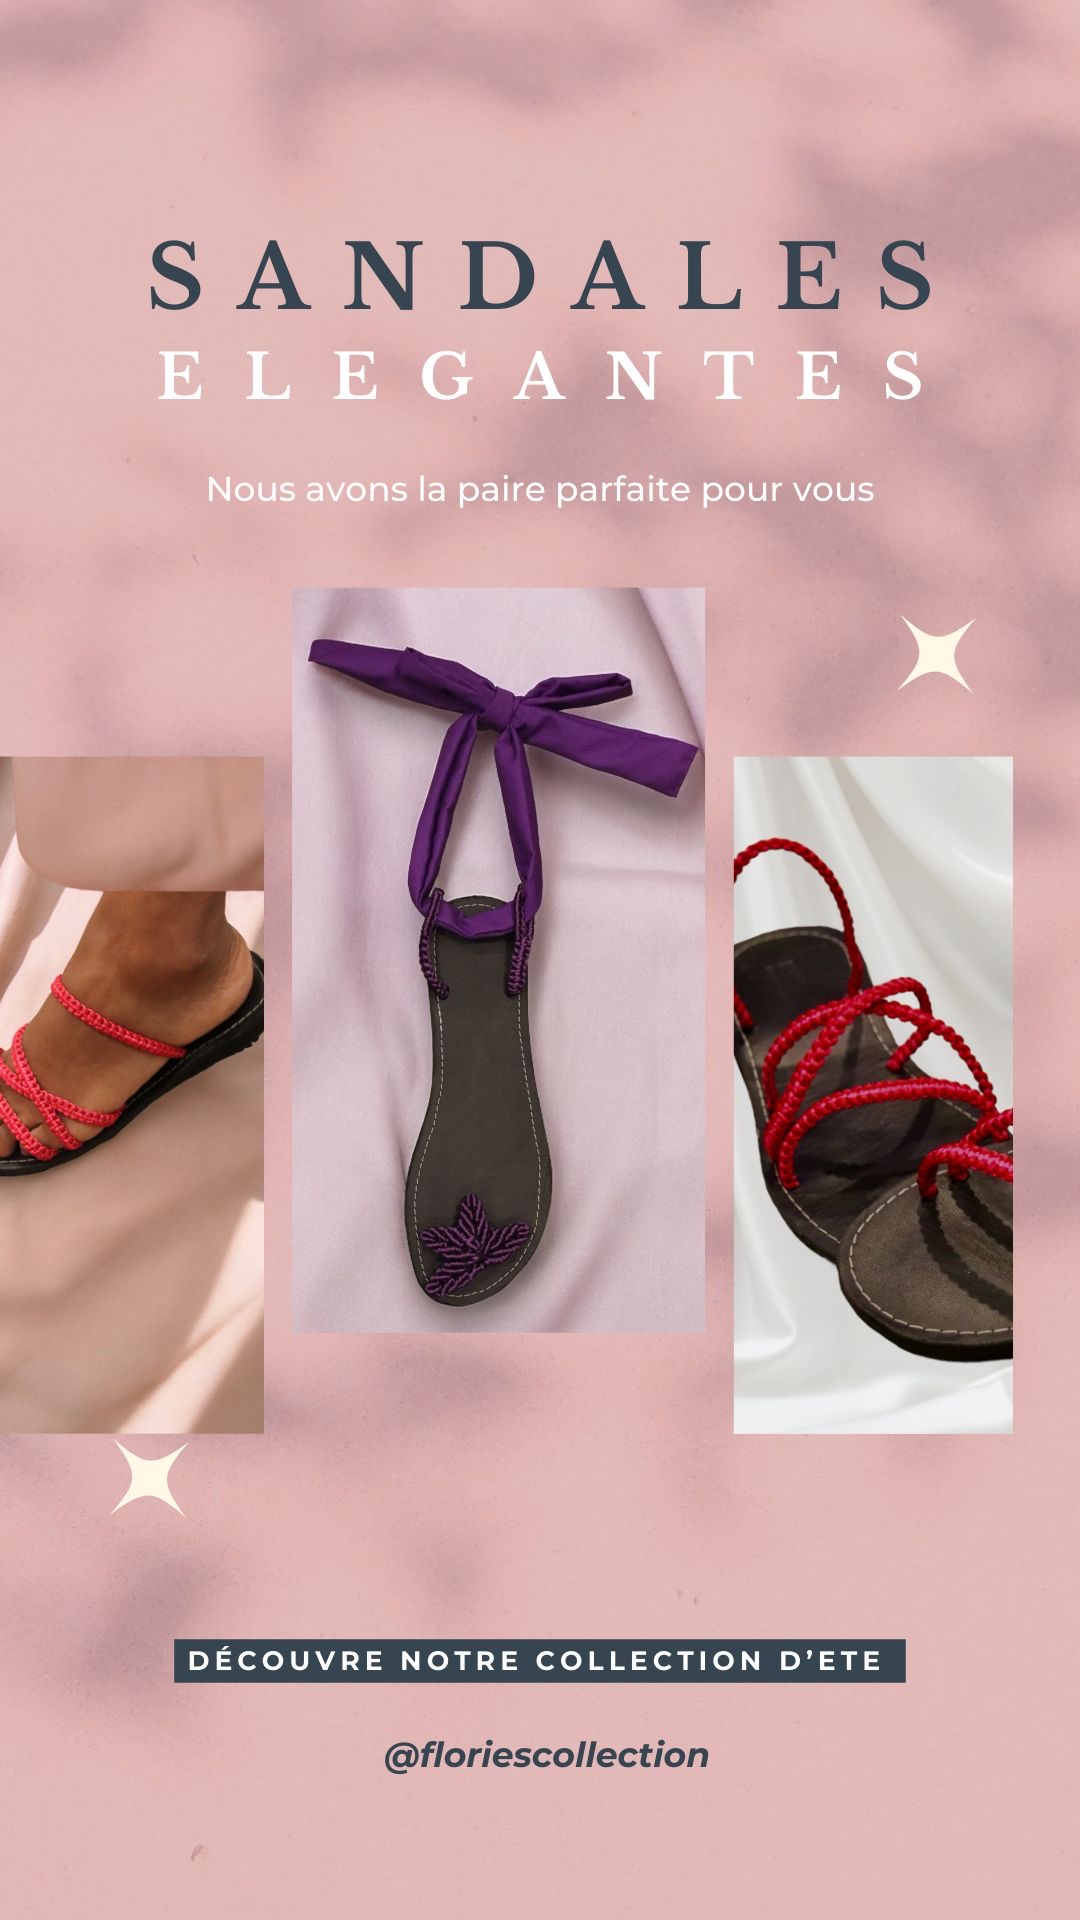 SANDALES
ELEGANTES
Nous avons la paire parfaite pour vous
DÉCOUVRE NOTRE COLLECTION D’ETE
@floriescollection